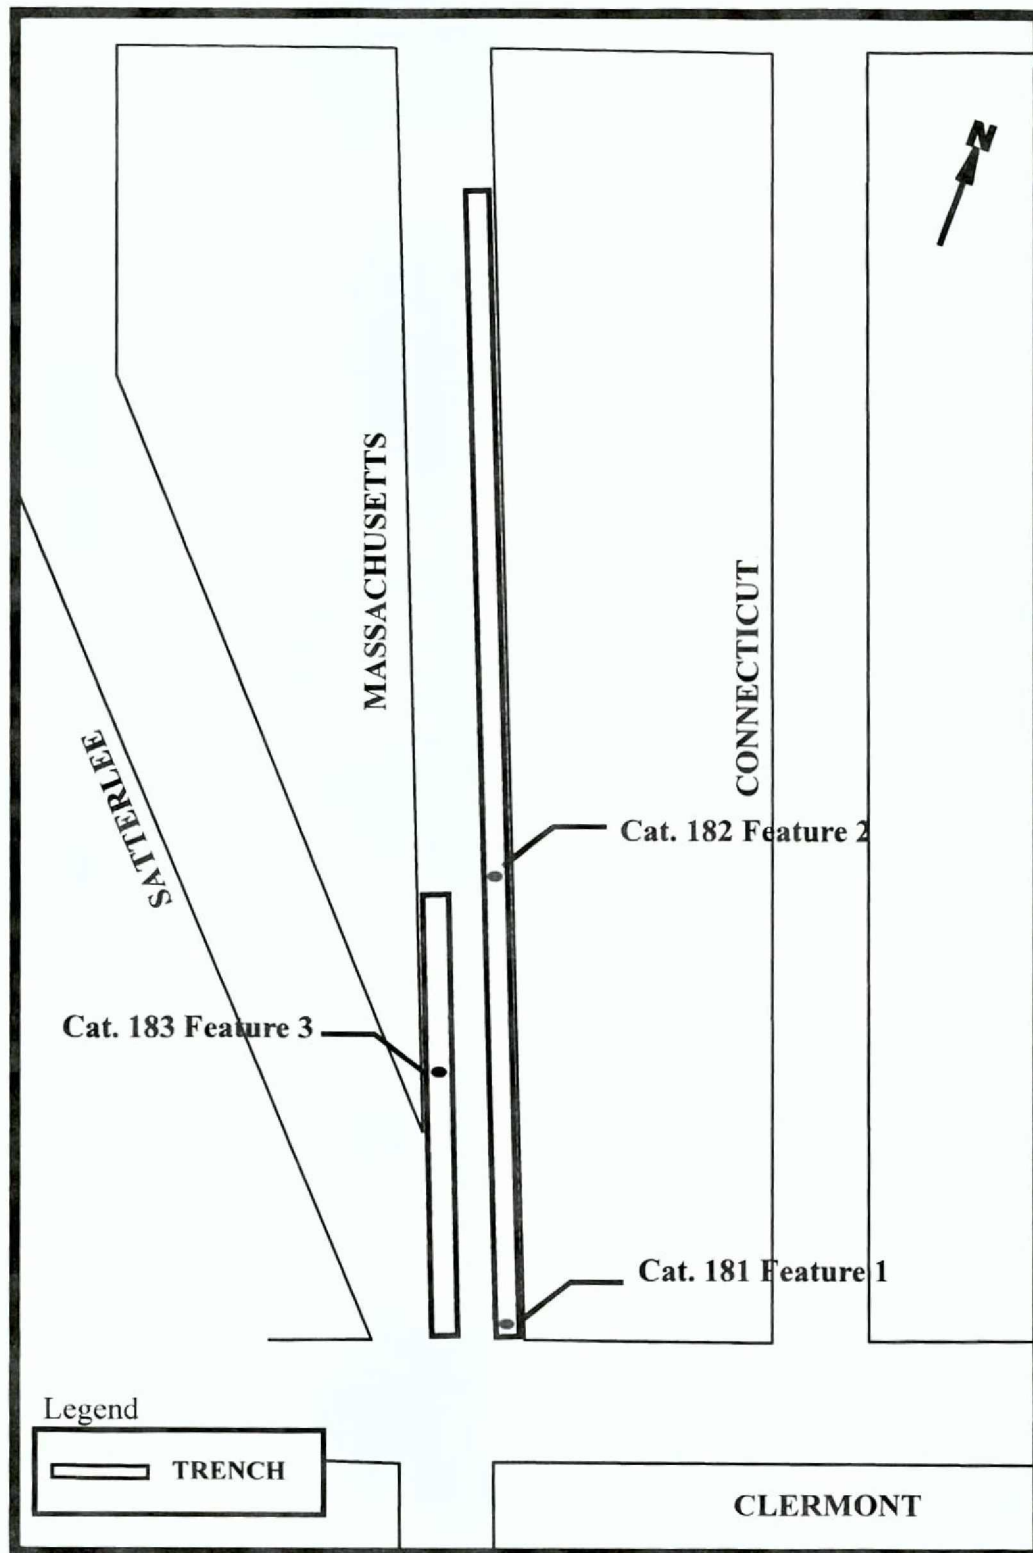 N
MASSACHUSETTS
CONNECTICUT
SATTERLEE
Cat. 182 Feature 2
Cat. 183 Feature 3
Cat. 181 Feature 1
Legend
TRENCH
CLERMONT